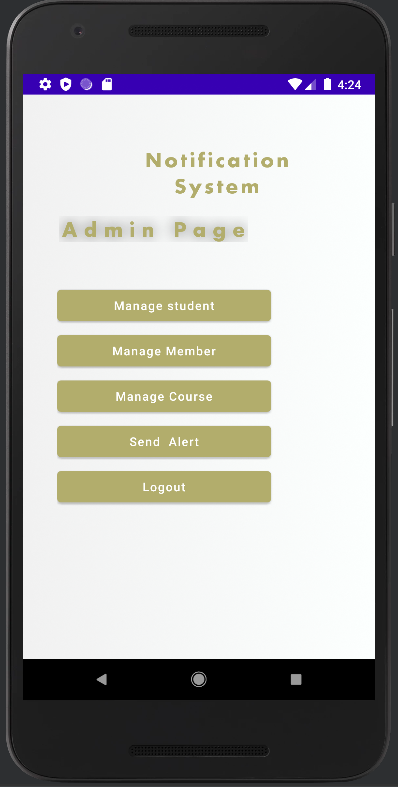 4:24
Notification
System
Admin Page
Manage student
Manage Member
Manage Course
Send Alert
Logout